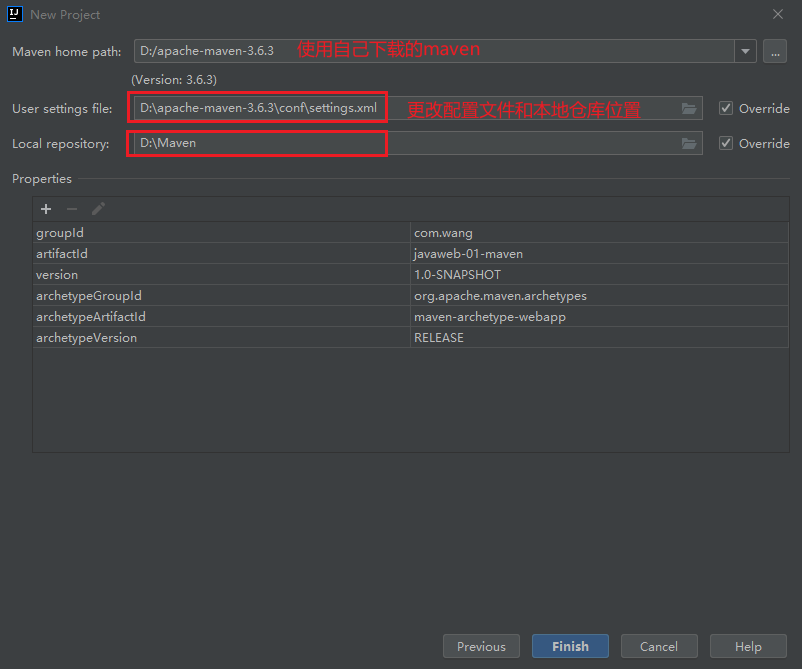 New Project
Maven home path: D:/apache-maven-3.6.3 使用自己下载的maven ...
(Version: 3.6.3)
User settings file: D:\apache-maven-3.6.3\conf\settings.xml 更改配置文件和本地仓库位置 Override
Local repository: D:\Maven Override
Properties
groupId com.wang
artifactId javaweb-01-maven
version 1.0-SNAPSHOT
archetypeGroupId org.apache.maven.archetypes
archetypeArtifactId maven-archetype-webapp
archetypeVersion RELEASE
Previous Finish Cancel Help